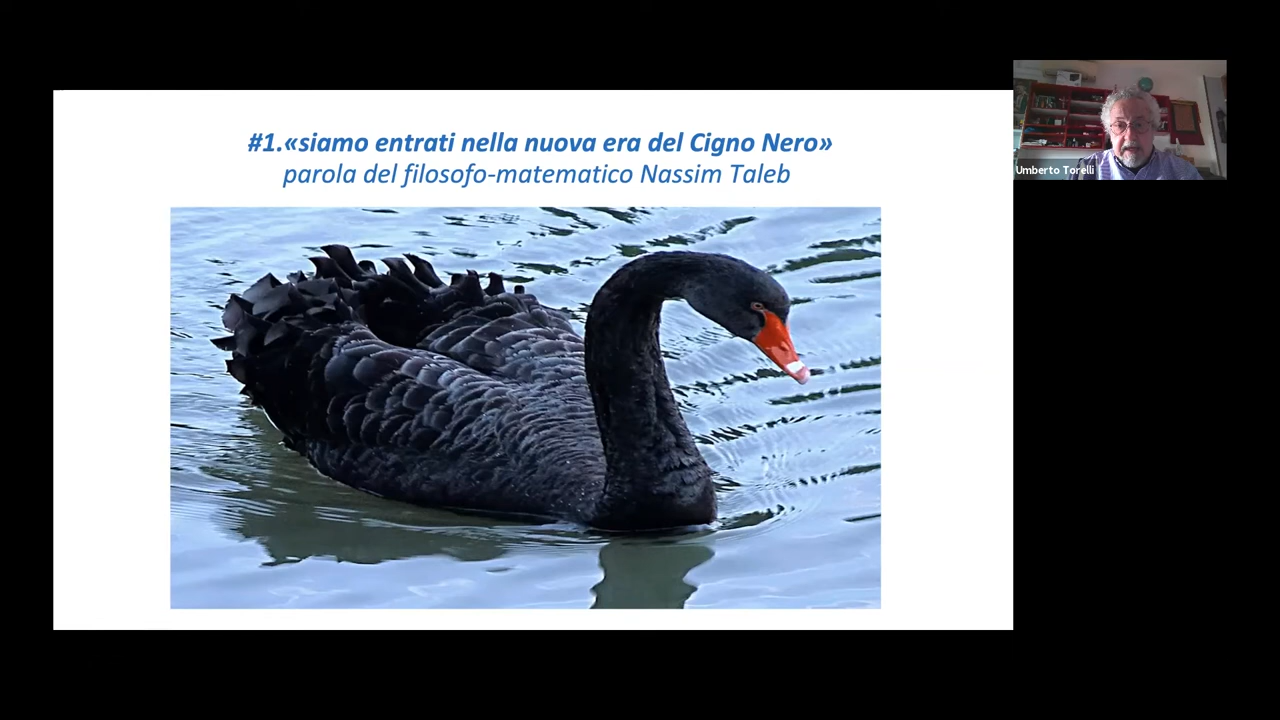 #1.«siamo entrati nella nuova era del Cigno Nero»
parola del filosofo-matematico Nassim Taleb
Umberto Torelli